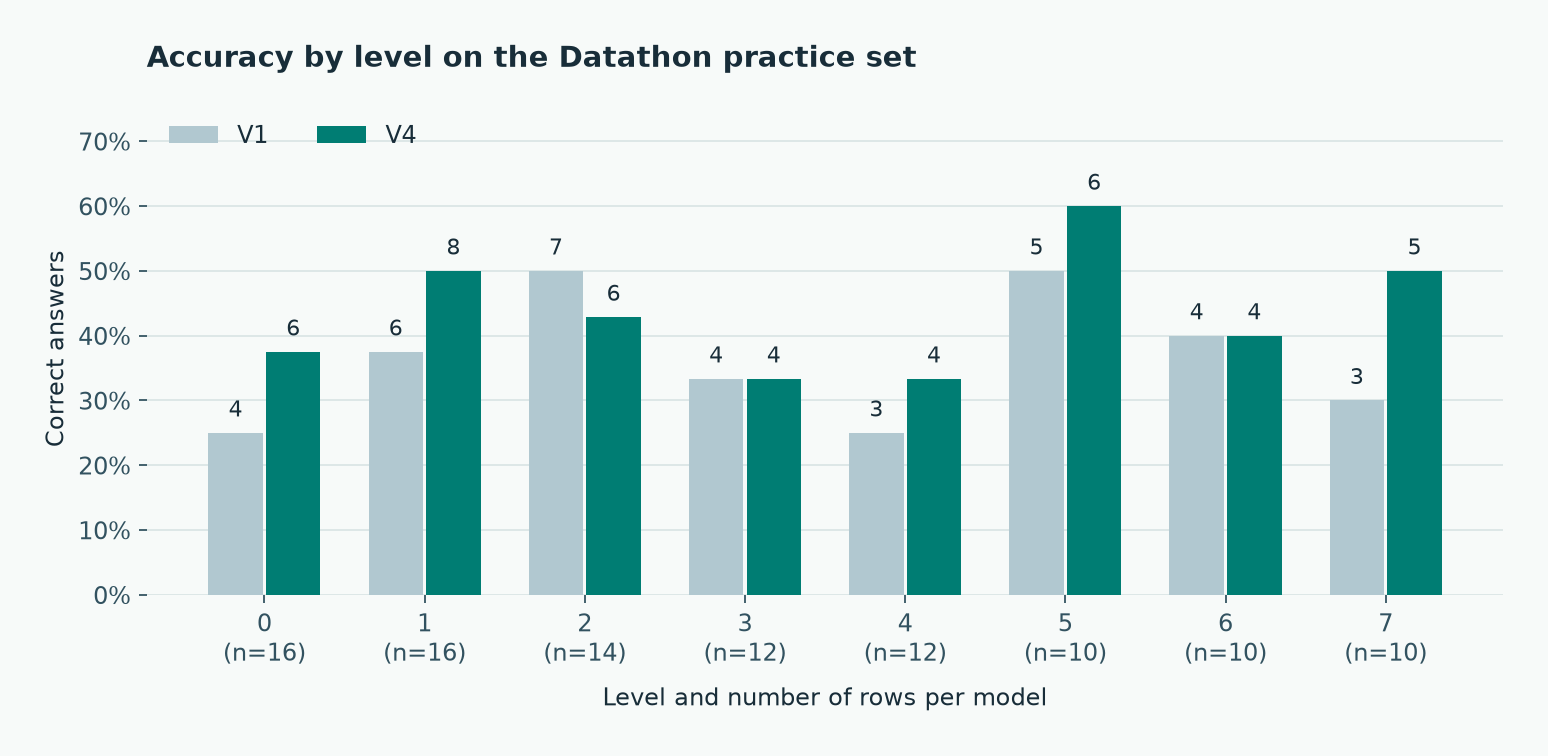 Accuracy by level on the Datathon practice set
V1 V4
Correct answers
70%
60%
50%
40%
30%
20%
10%
0%
4 6 6 8 7 6 4 4 3 4 5 6 4 4 3 5
0 1 2 3 4 5 6 7
(n=16) (n=16) (n=14) (n=12) (n=12) (n=10) (n=10) (n=10)
Level and number of rows per model